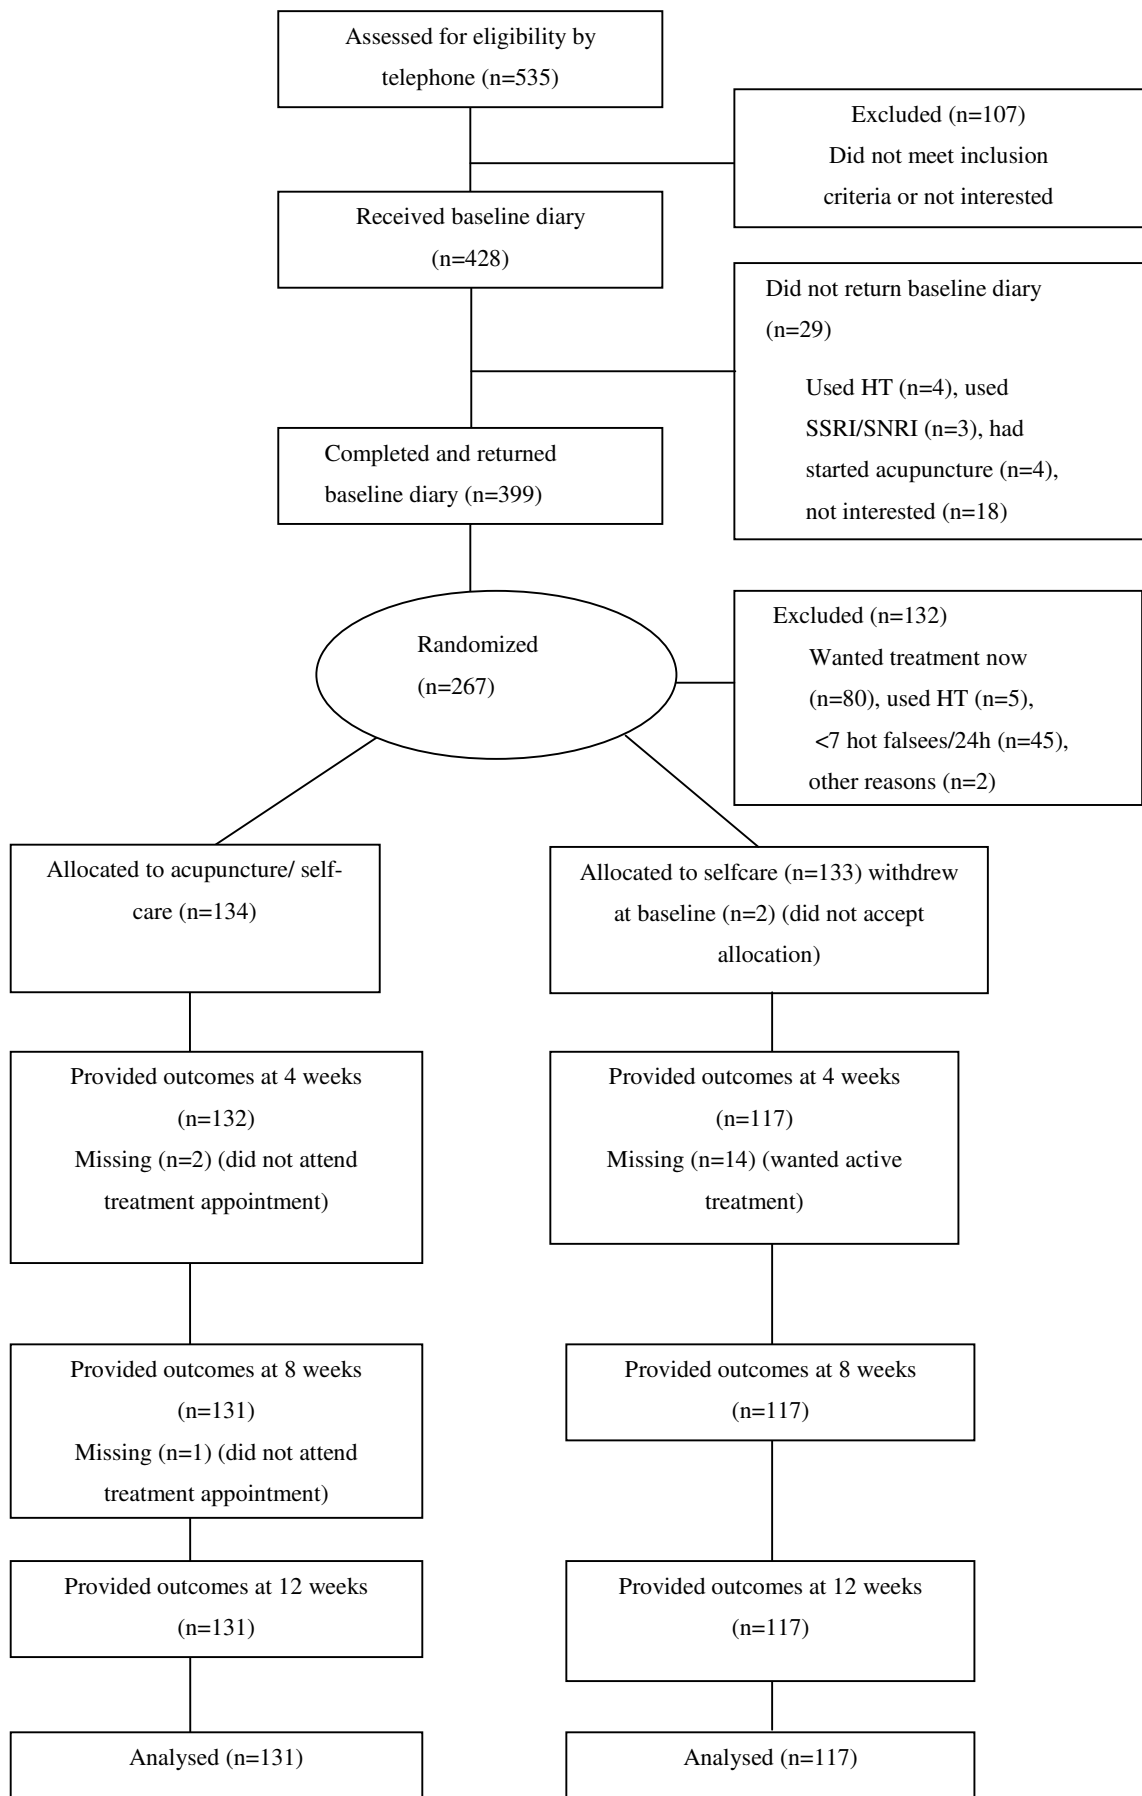 Assessed for eligibility by
telephone (n=535)
Excluded (n=107)
Did not meet inclusion
criteria or not interested
Received baseline diary
(n=428)
Did not return baseline diary
(n=29)
Used HT (n=4), used
SSRI/SNRI (n=3), had
started acupuncture (n=4),
not interested (n=18)
Completed and returned
baseline diary (n=399)
Randomized
(n=267)
Excluded (n=132)
Wanted treatment now
(n=80), used HT (n=5),
<7 hot falsees/24h (n=45),
other reasons (n=2)
Allocated to acupuncture/ self-
care (n=134)
Allocated to selfcare (n=133) withdrew
at baseline (n=2) (did not accept
allocation)
Provided outcomes at 4 weeks
(n=132)
Missing (n=2) (did not attend
treatment appointment)
Provided outcomes at 4 weeks
(n=117)
Missing (n=14) (wanted active
treatment)
Provided outcomes at 8 weeks
(n=131)
Missing (n=1) (did not attend
treatment appointment)
Provided outcomes at 8 weeks
(n=117)
Provided outcomes at 12 weeks
(n=131)
Provided outcomes at 12 weeks
(n=117)
Analysed (n=131)
Analysed (n=117)